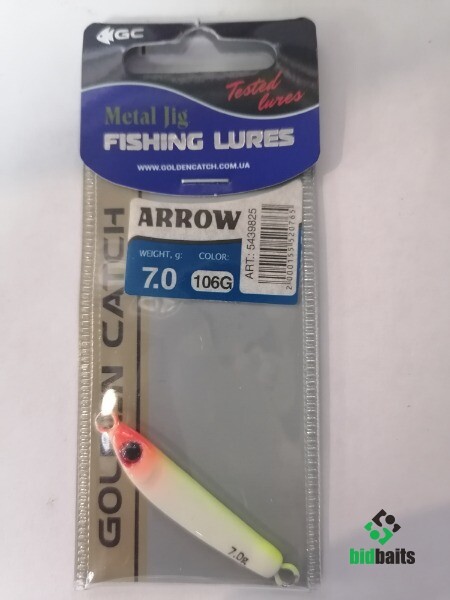 GC
Tested
lures
Metal Jig
FISHING LURES
WWW.GOLDENCATCH.COM.UA
ARROW
WEIGHT, g:
COLOR:
7.0
106G
ART.: 5439825
2000155520765
GOLDEN CATCH
7.0g
bidbaits